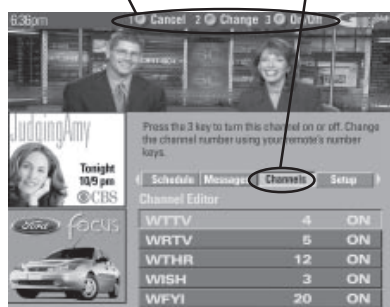 6:36pm 1 Cancel 2 Change 3 On/Off
JudgingAmy
Tonight
10/9 pm
CBS
Press the 3 key to turn this channel on or off. Change
the channel number using your remote's number
keys.
Schedule Messages Channels Setup
Channel Editor
Ford focus
WTTV 4 ON
WRTV 6 ON
WTHR 12 ON
WISH 3 ON
WFYI 20 ON